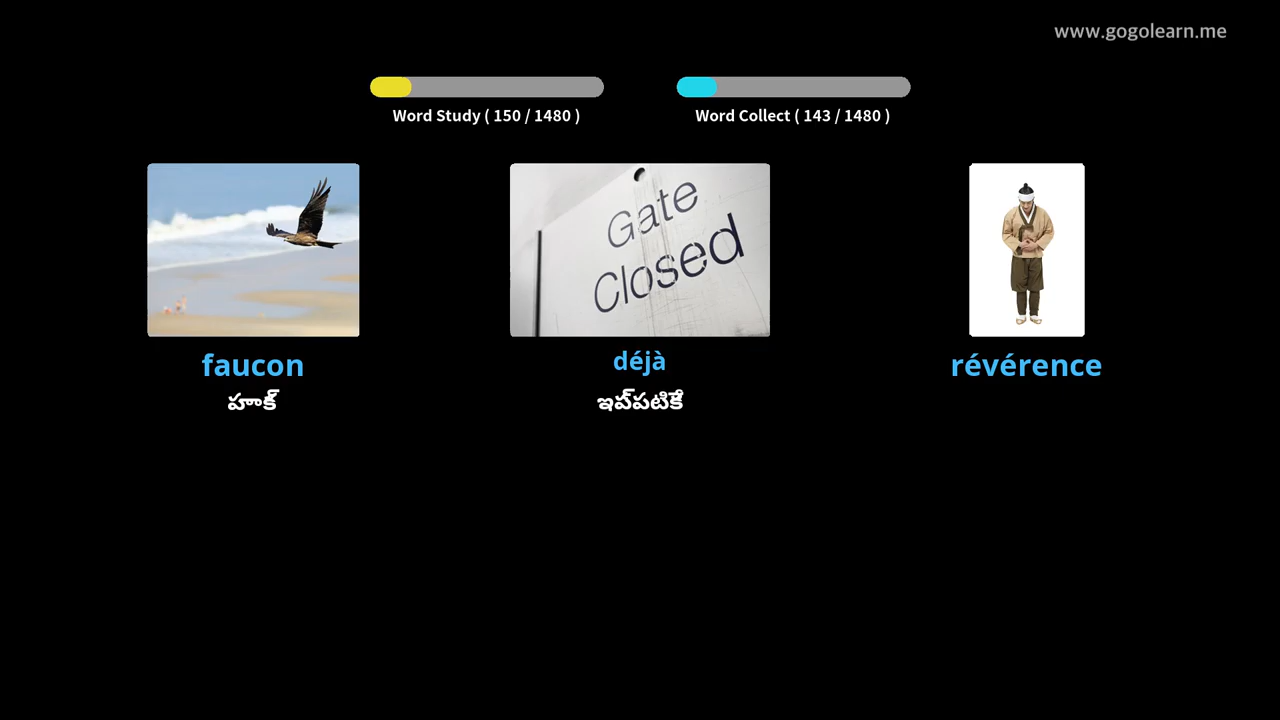 www.gogolearn.me
Word Study ( 150 / 1480 )
Word Collect ( 143 / 1480 )
Gate
Closed
faucon
déjà
révérence
హాక్
ఇప్పటికే